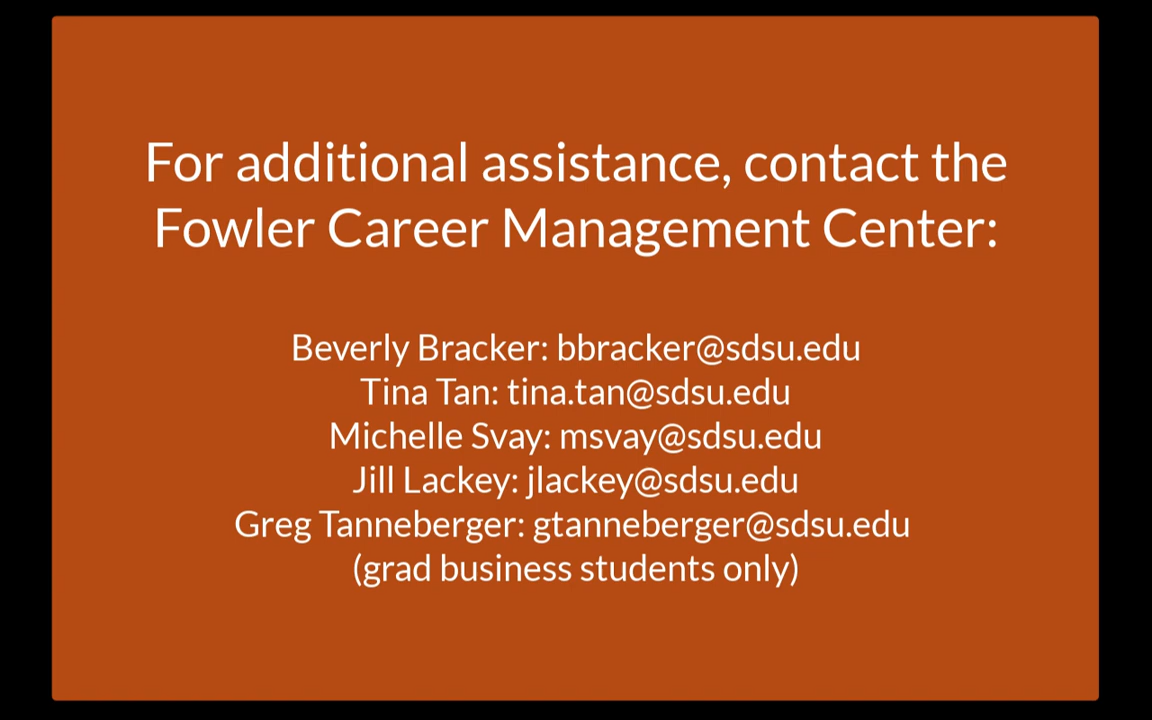 For additional assistance, contact the
Fowler Career Management Center:
Beverly Bracker: bbracker@sdsu.edu
Tina Tan: tina.tan@sdsu.edu
Michelle Svay: msvay@sdsu.edu
Jill Lackey: jlackey@sdsu.edu
Greg Tanneberger: gtanneberger@sdsu.edu
(grad business students only)